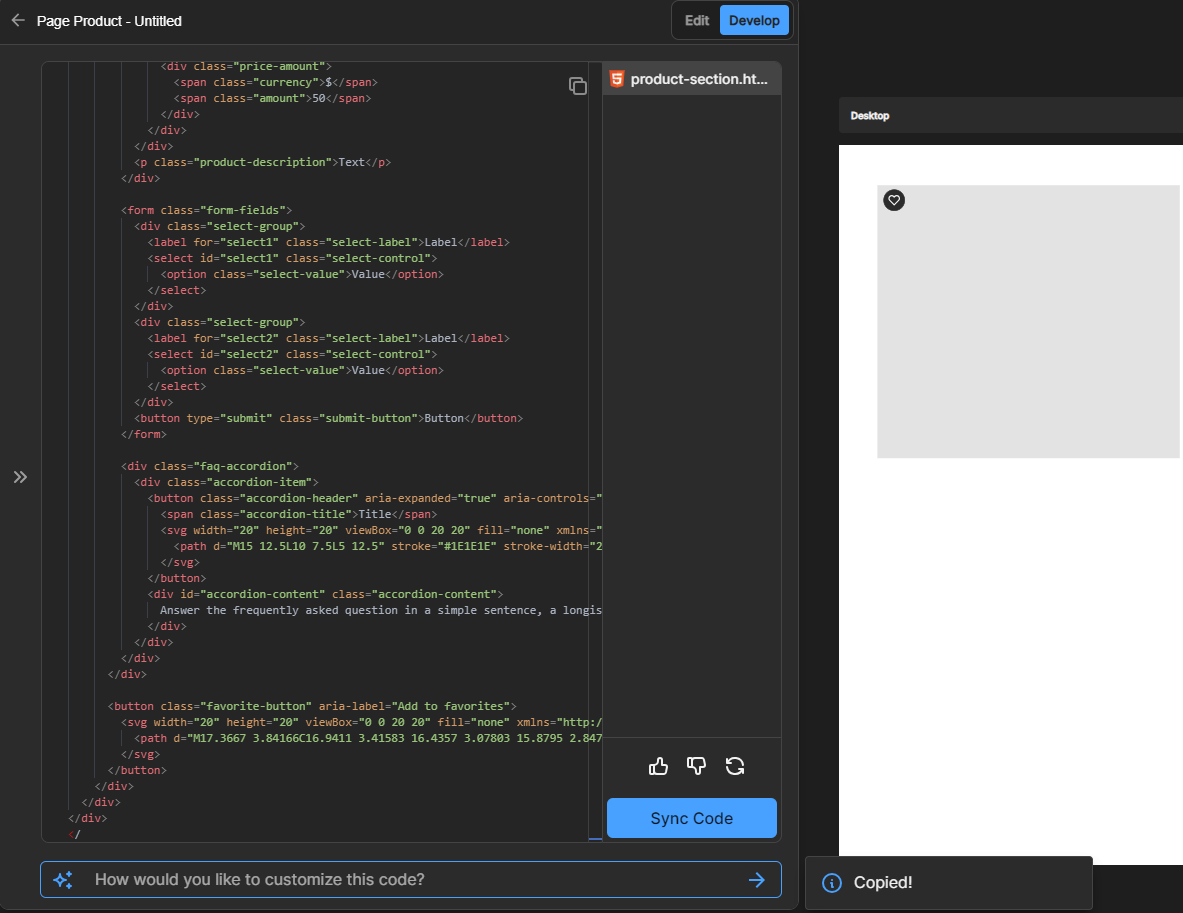 Page Product - Untitled
Edit
Develop
<div class="price-amount">
<span class="currency">$</span>
<span class="amount">50</span>
</div>
</div>
</div>
<p class="product-description">Text</p>
</div>
<form class="form-fields">
<div class="select-group">
<label for="select1" class="select-label">Label</label>
<select id="select1" class="select-control">
<option class="select-value">Value</option>
</select>
</div>
<div class="select-group">
<label for="select2" class="select-label">Label</label>
<select id="select2" class="select-control">
<option class="select-value">Value</option>
</select>
</div>
<button type="submit" class="submit-button">Button</button>
</form>
<div class="faq-accordion">
<div class="accordion-item">
<button class="accordion-header" aria-expanded="true" aria-controls="
<span class="accordion-title">Title</span>
<svg width="20" height="20" viewBox="0 0 20 20" fill="none" xmlns="
<path d="M15 12.5L10 7.5L5 12.5" stroke="#1E1E1E" stroke-width="2
</svg>
</button>
<div id="accordion-content" class="accordion-content">
Answer the frequently asked question in a simple sentence, a longis
</div>
</div>
</div>
</div>
<button class="favorite-button" aria-label="Add to favorites">
<svg width="20" height="20" viewBox="0 0 20 20" fill="none" xmlns="http:/
<path d="M17.3667 3.84166C16.9411 3.41583 16.4357 3.07803 15.8795 2.847
</svg>
</button>
</div>
</div>
</div>
</
product-section.ht...
Sync Code
How would you like to customize this code?
Desktop
Copied!